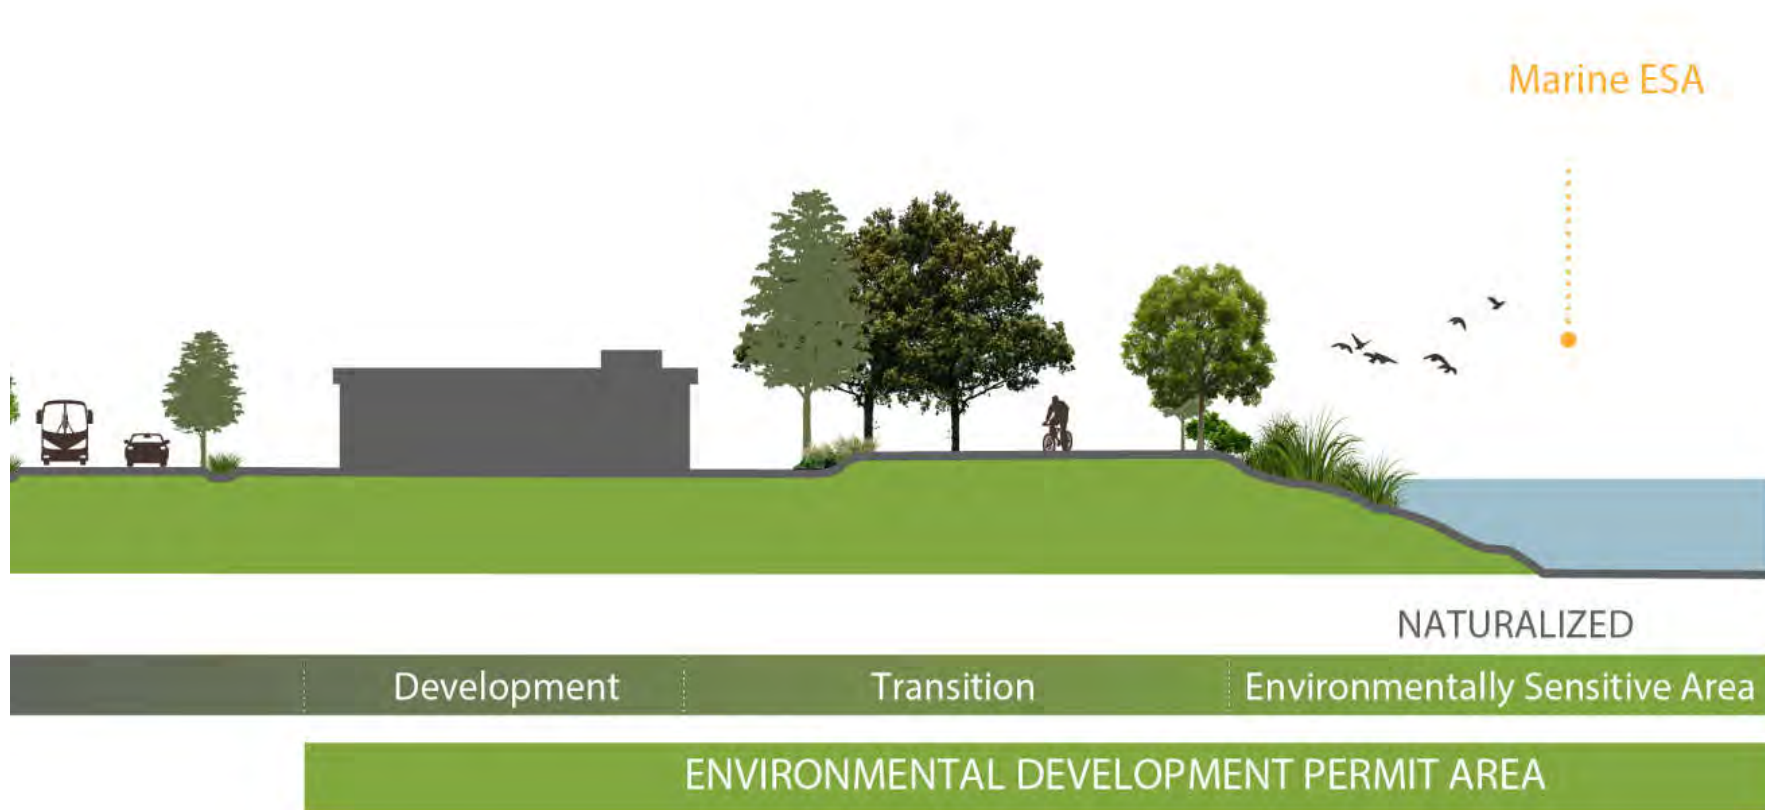 Marine ESA
NATURALIZED
Development
Transition
Environmentally Sensitive Area
ENVIRONMENTAL DEVELOPMENT PERMIT AREA